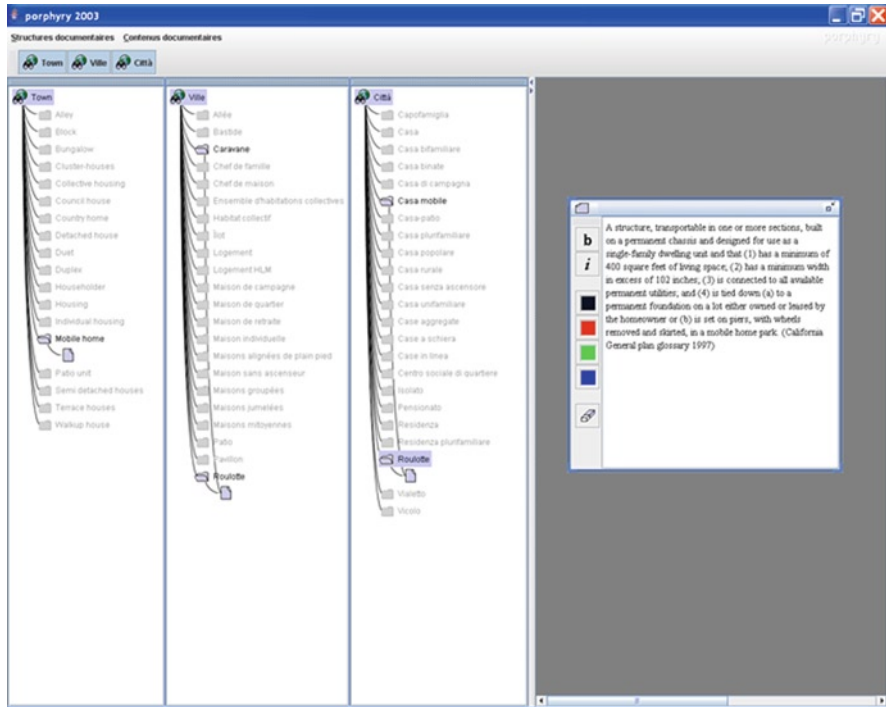 porphyry 2003
Structures documentaires Contenus documentaires
porphyry
Town Ville Città
Town
Alley
Block
Bungalow
Cluster-houses
Collective housing
Council house
Country home
Detached house
Duet
Duplex
Householder
Housing
Individual housing
Mobile home
Patio unit
Semi detached houses
Terrace houses
Walkup house
Ville
Allée
Bastide
Caravane
Chef de famille
Chef de maison
Ensemble d'habitations collectives
Habitat collectif
Îlot
Logement
Logement HLM
Maison de campagne
Maison de quartier
Maison de retraite
Maison individuelle
Maisons alignées de plain pied
Maison sans ascenseur
Maisons groupées
Maisons jumelées
Maisons mitoyennes
Patio
Pavillon
Roulotte
Città
Capofamiglia
Casa
Casa bifamiliare
Casa binate
Casa di campagna
Casa mobile
Casa-patio
Casa plurifamiliare
Casa popolare
Casa rurale
Casa senza ascensore
Casa unifamiliare
Case aggregate
Case a schiera
Case in linea
Centro sociale di quartiere
Isolato
Pensionato
Residenza
Residenza plurifamiliare
Roulotte
Vialetto
Vicolo
b
i
A structure, transportable in one or more sections, built
on a permanent chassis and designed for use as a
single-family dwelling unit and that (1) has a minimum of
400 square feet of living space; (2) has a minimum width
in excess of 102 inches; (3) is connected to all available
permanent utilities; and (4) is tied down (a) to a
permanent foundation on a lot either owned or leased by
the homeowner or (b) is set on piers, with wheels
removed and skirted, in a mobile home park. (California
General plan glossary 1997)